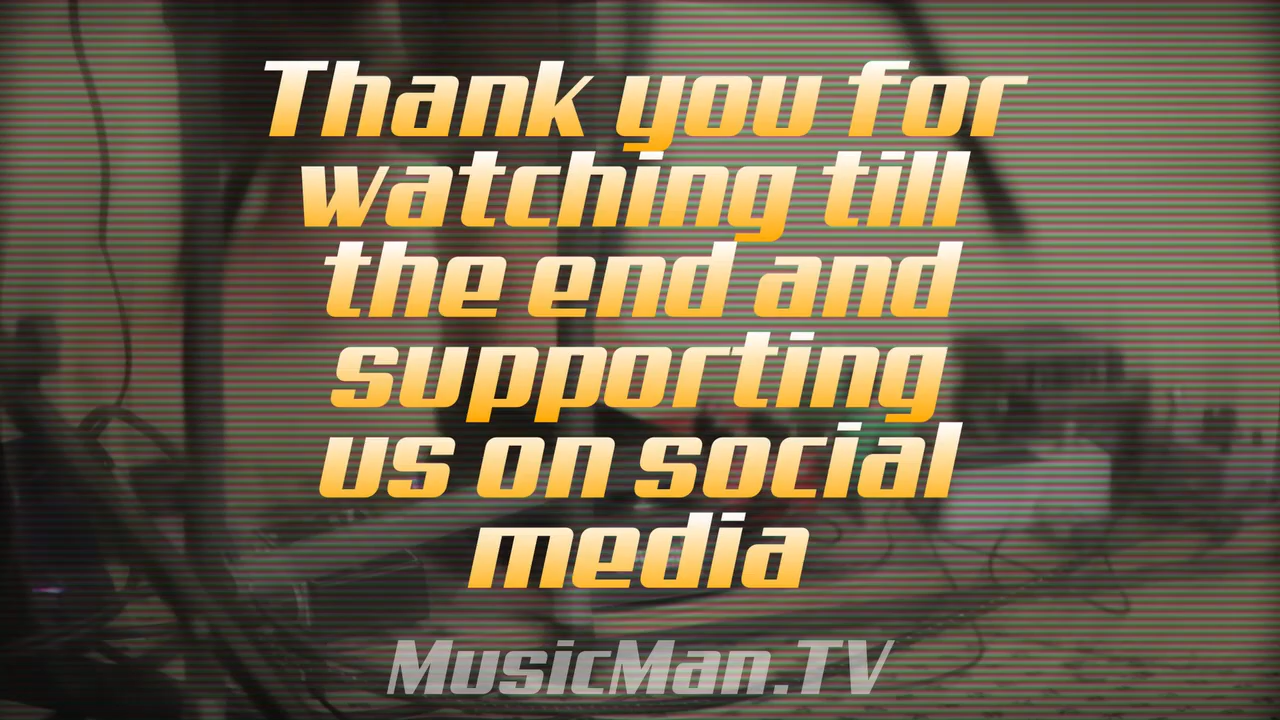 Thank you for
watching till
the end and
supporting
us on social
media
MusicMan.TV